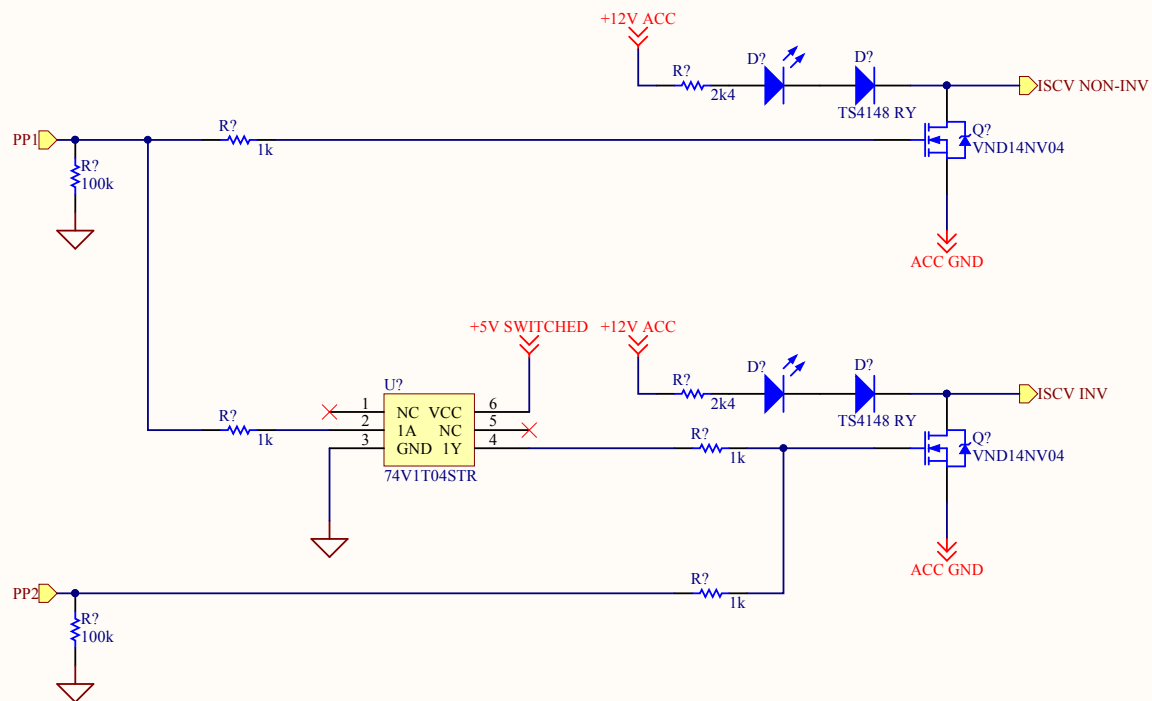 +12V ACC
R?
2k4
D?
D?
TS4148 RY
ISCV NON-INV
PP1
R?
1k
R?
100k
Q?
VND14NV04
ACC GND
+5V SWITCHED
+12V ACC
R?
2k4
D?
D?
TS4148 RY
ISCV INV
U?
1 NC VCC 6
2 1A NC 5
3 GND 1Y 4
74V1T04STR
R?
1k
R?
1k
Q?
VND14NV04
ACC GND
PP2
R?
1k
R?
100k